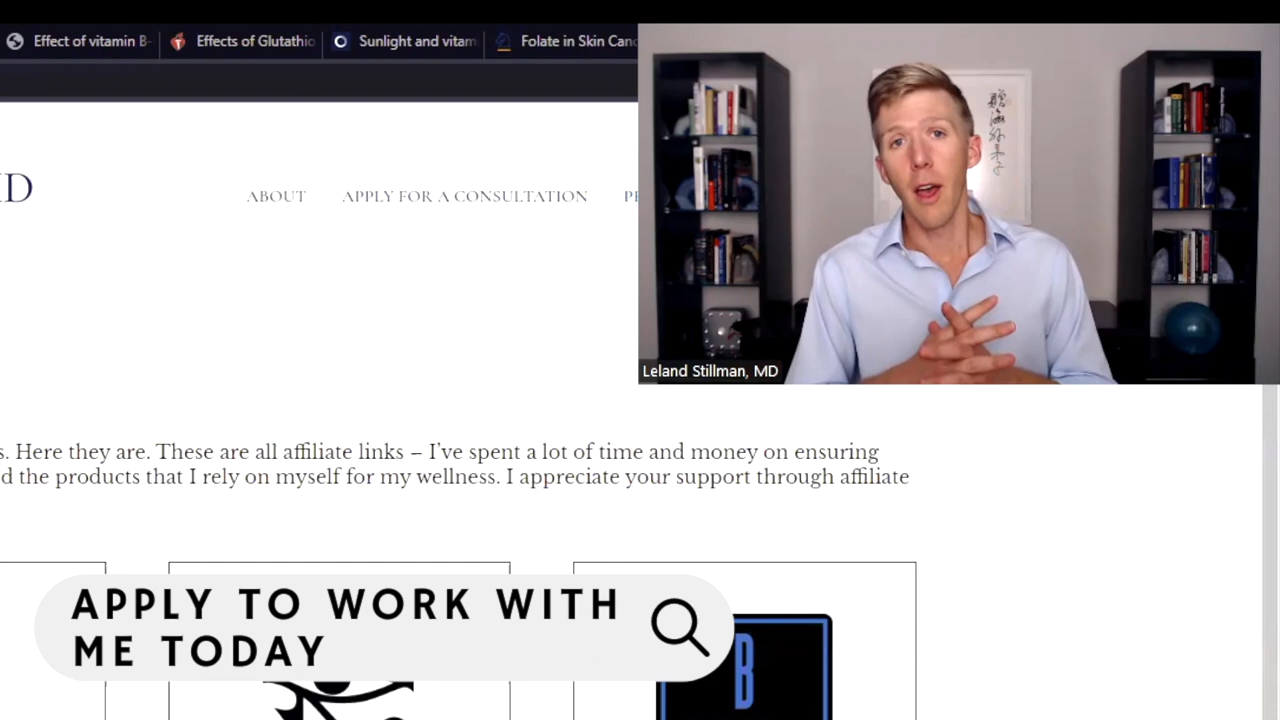 Effect of vitamin B-
Effects of Glutathio
Sunlight and vitam
Folate in Skin Canc
ABOUT
APPLY FOR A CONSULTATION
Leland Stillman, MD
s. Here they are. These are all affiliate links – I've spent a lot of time and money on ensuring
d the products that I rely on myself for my wellness. I appreciate your support through affiliate
APPLY TO WORK WITH
ME TODAY
B